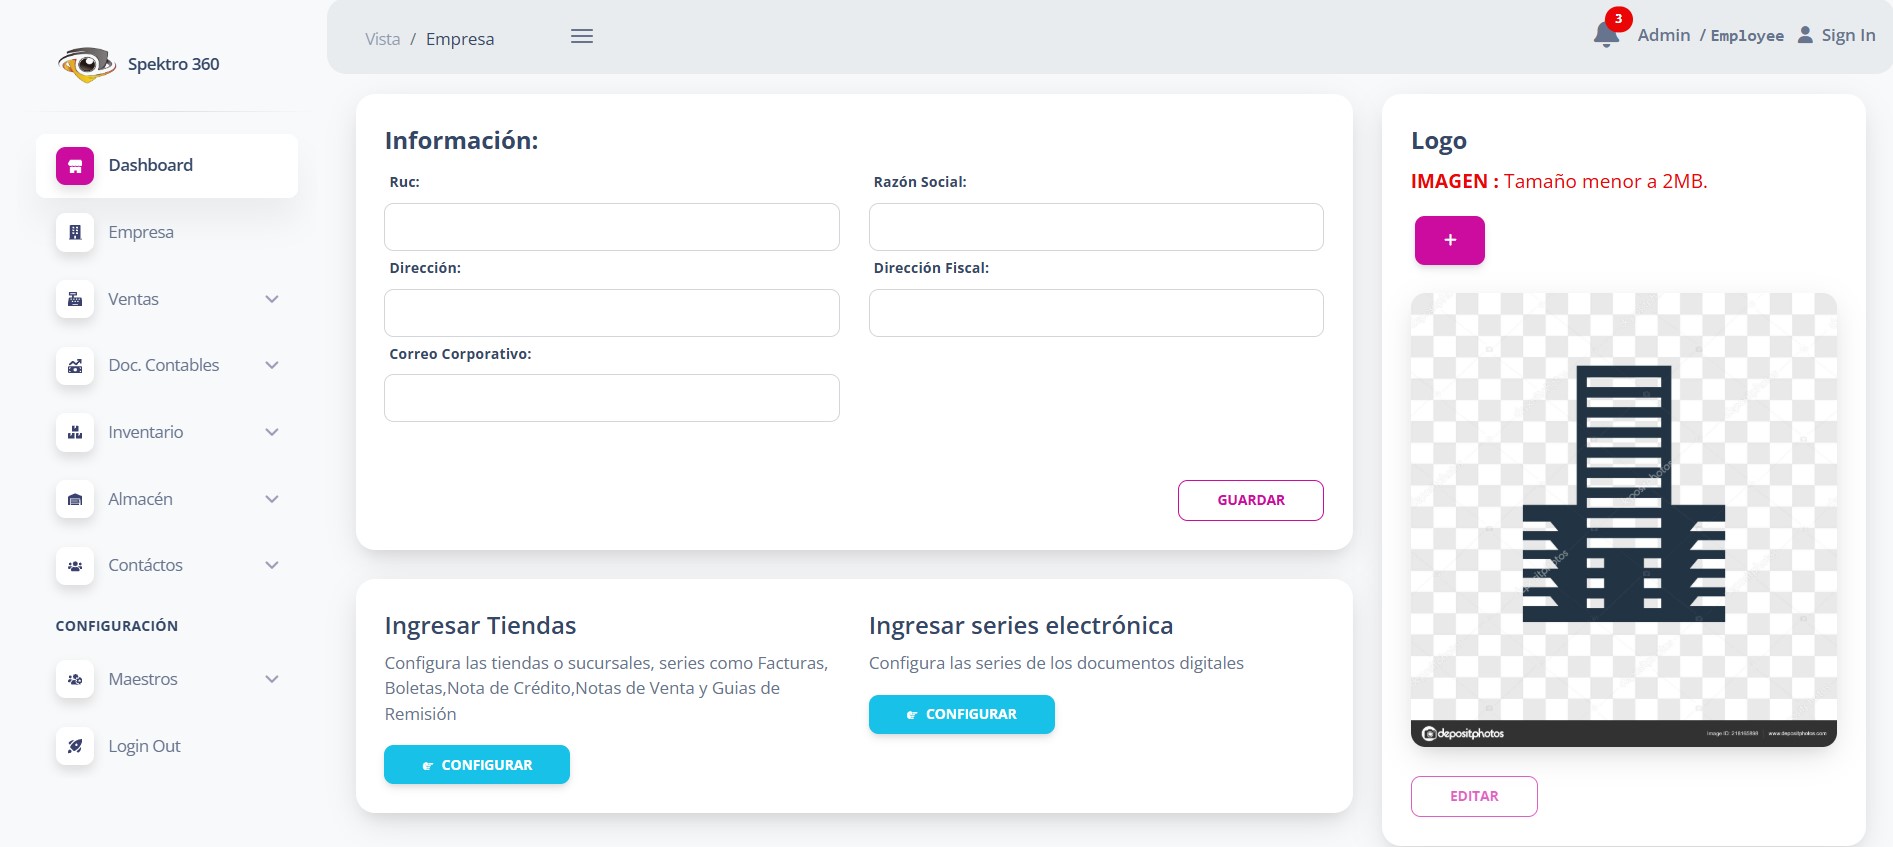 Spektro 360
Dashboard
Empresa
Ventas
Doc. Contables
Inventario
Almacén
Contáctos
CONFIGURACIÓN
Maestros
Login Out
Vista / Empresa
3
Admin / Employee Sign In
Información:
Ruc:
Razón Social:
Dirección:
Dirección Fiscal:
Correo Corporativo:
GUARDAR
Ingresar Tiendas
Configura las tiendas o sucursales, series como Facturas,
Boletas,Nota de Crédito,Notas de Venta y Guias de
Remisión
CONFIGURAR
Ingresar series electrónica
Configura las series de los documentos digitales
CONFIGURAR
Logo
IMAGEN : Tamaño menor a 2MB.
+
depositphotos
www.depositphotos.com
EDITAR